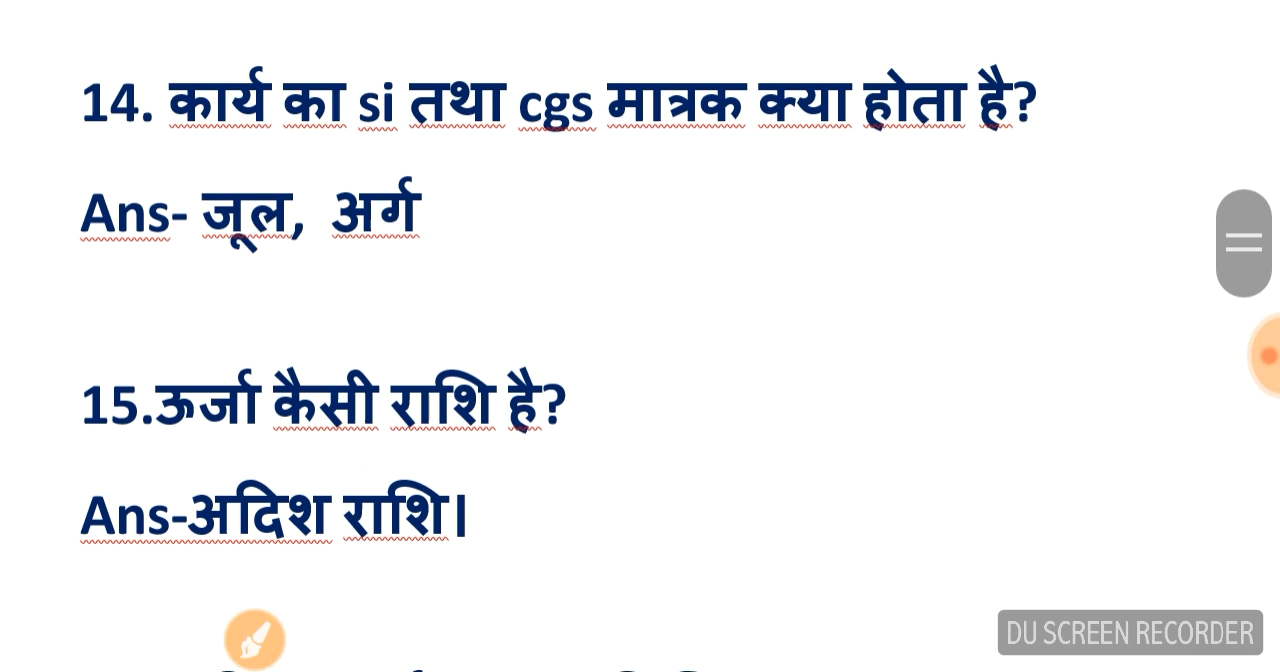 14. कार्य का si तथा cgs मात्रक क्या होता है?
Ans- जूल, अर्ग
15.ऊर्जा कैसी राशि है?
Ans-अदिश राशि।
DU SCREEN RECORDER